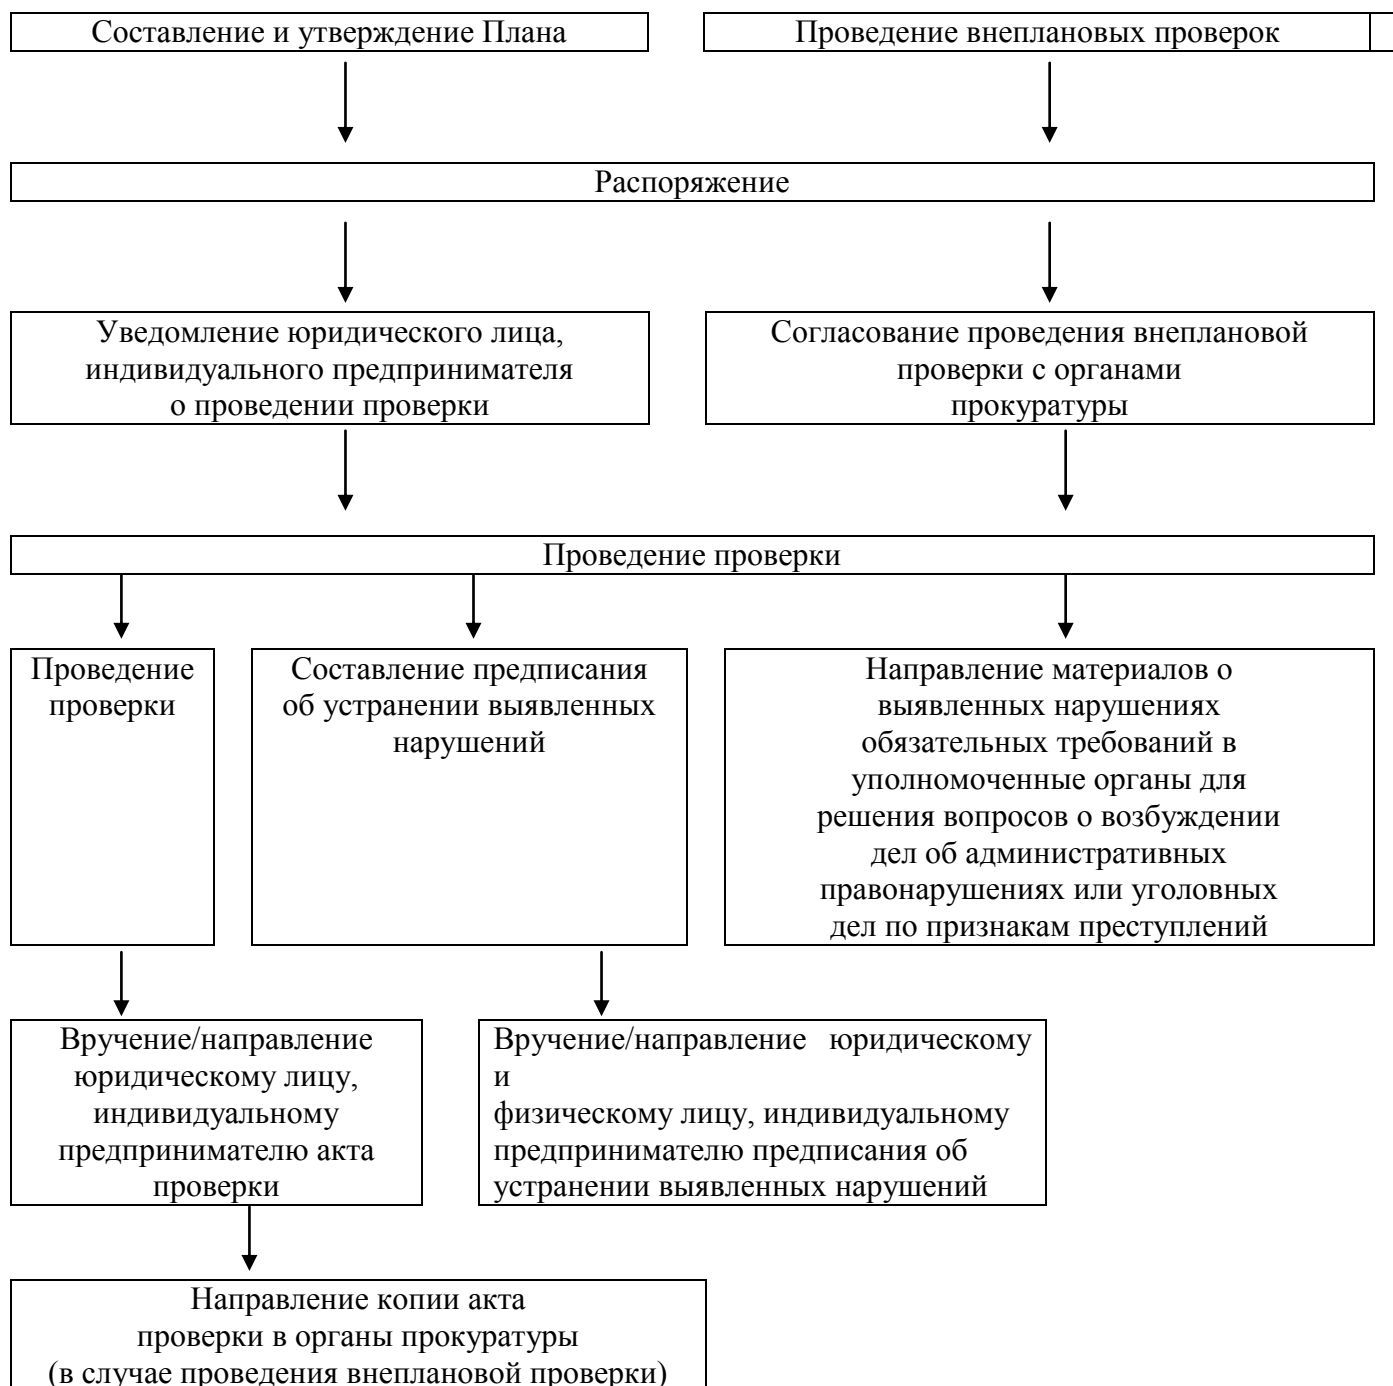 Составление и утверждение Плана
Проведение внеплановых проверок
Распоряжение
Уведомление юридического лица,
индивидуального предпринимателя
о проведении проверки
Согласование проведения внеплановой
проверки с органами
прокуратуры
Проведение проверки
Проведение
проверки
Составление предписания
об устранении выявленных
нарушений
Направление материалов о
выявленных нарушениях
обязательных требований в
уполномоченные органы для
решения вопросов о возбуждении
дел об административных
правонарушениях или уголовных
дел по признакам преступлений
Вручение/направление
юридическому лицу,
индивидуальному
предпринимателю акта
проверки
Вручение/направление юридическому
и
физическому лицу, индивидуальному
предпринимателю предписания об
устранении выявленных нарушений
Направление копии акта
проверки в органы прокуратуры
(в случае проведения внеплановой проверки)